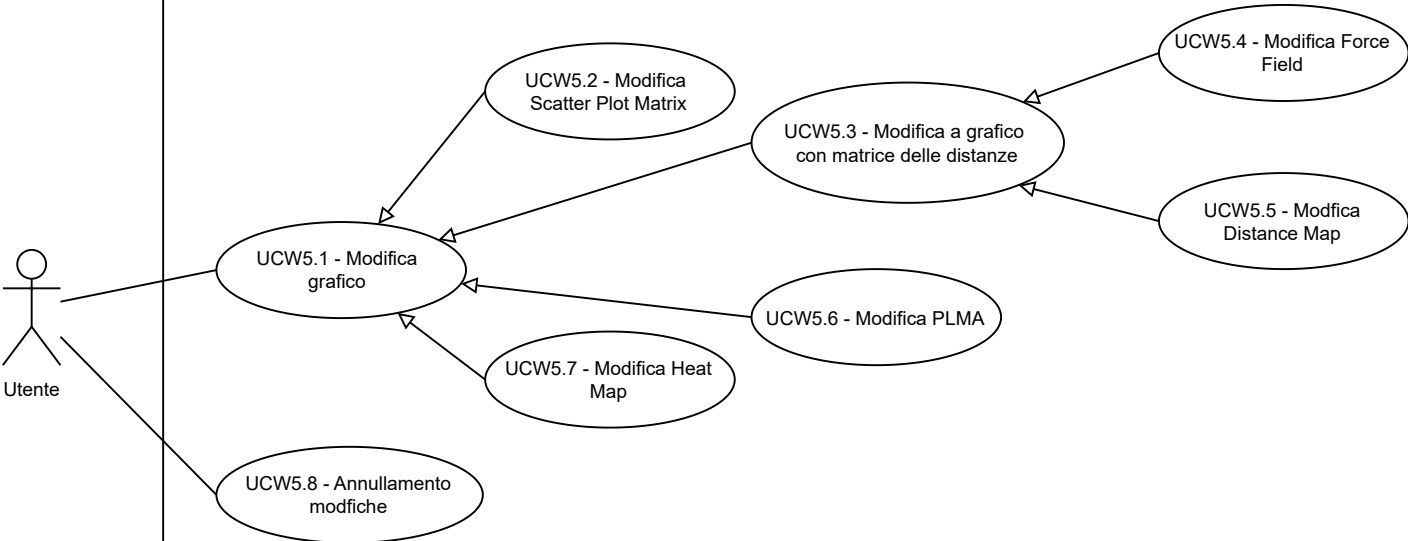 UCW5.4 - Modifica Force
Field
UCW5.2 - Modifica
Scatter Plot Matrix
UCW5.3 - Modifica a grafico
con matrice delle distanze
UCW5.5 - Modfica
Distance Map
UCW5.1 - Modifica
grafico
UCW5.6 - Modifica PLMA
UCW5.7 - Modifica Heat
Map
Utente
UCW5.8 - Annullamento
modfiche